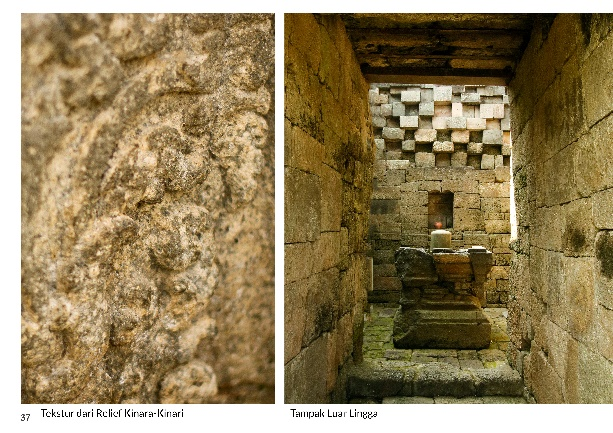 37 Tekstur dari Relief Kinara-Kinari
Tampak Luar Lingga